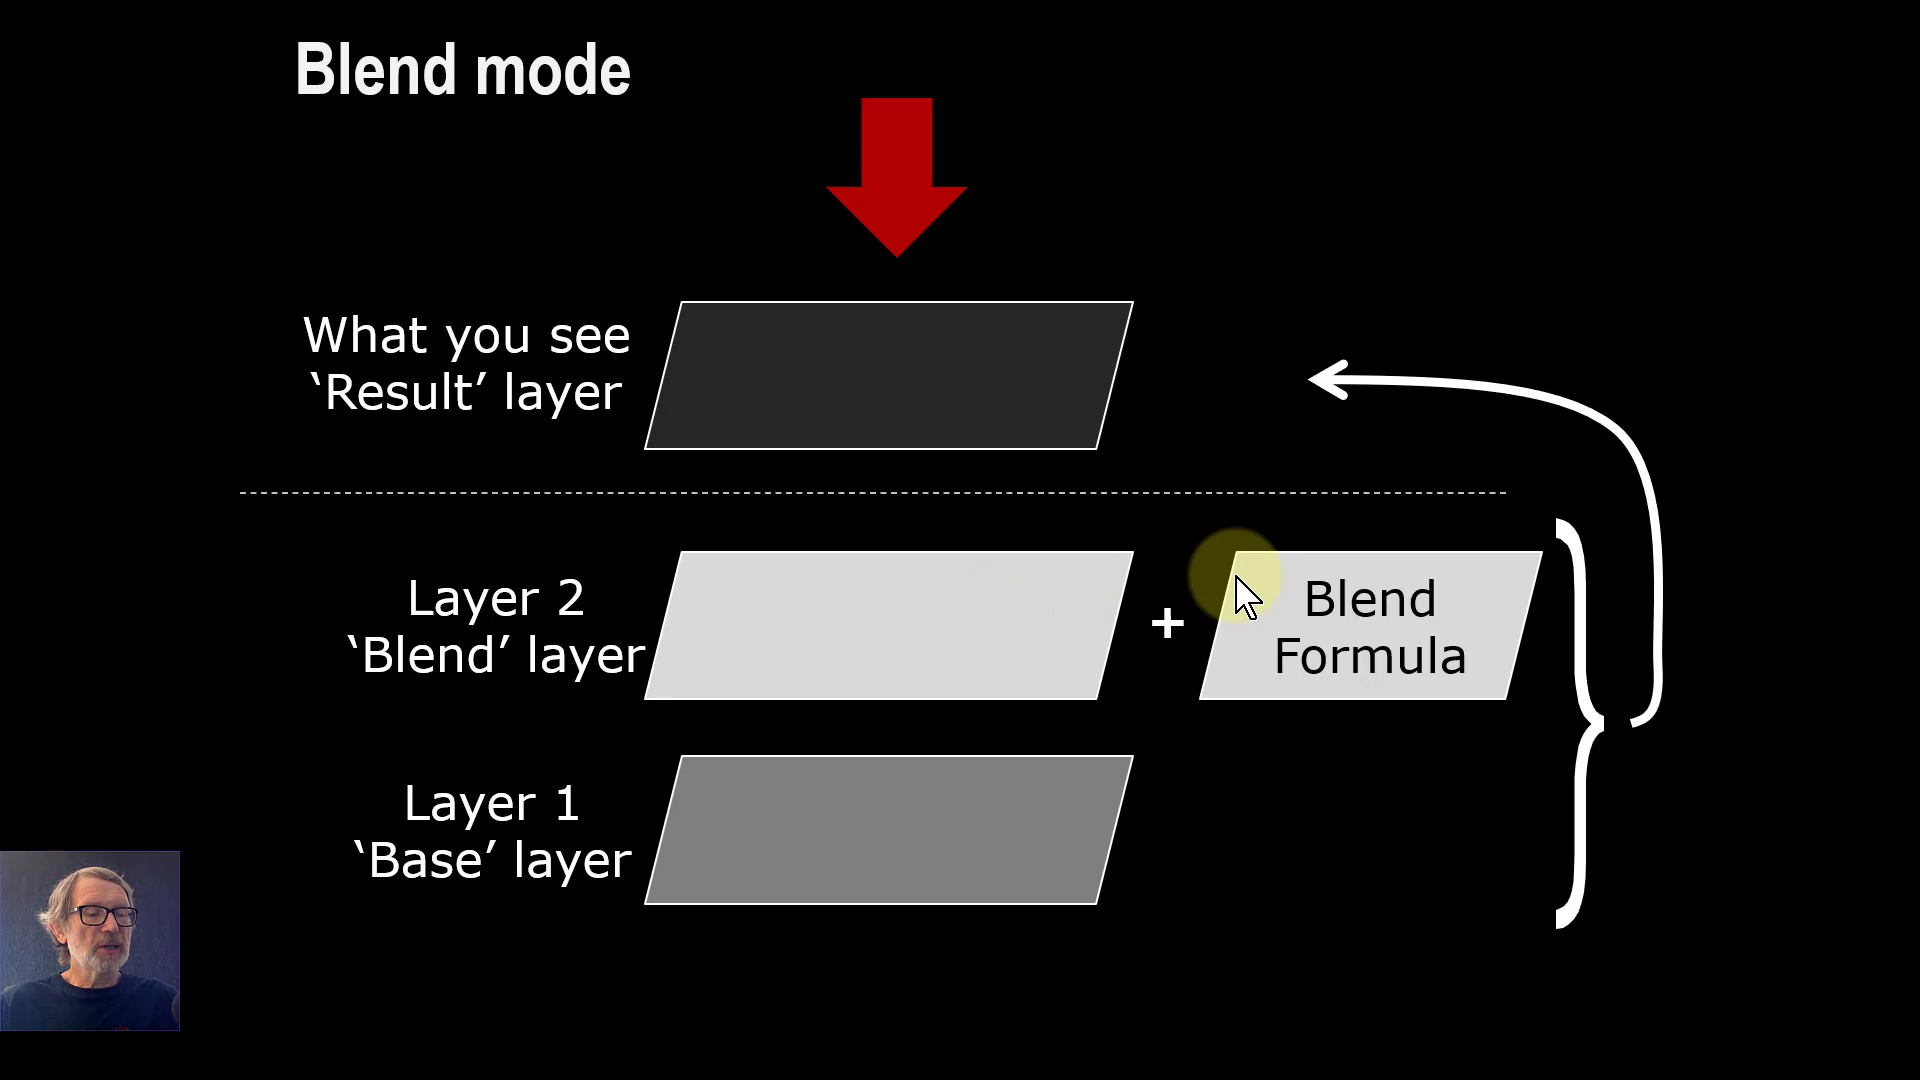 Blend mode
What you see
‘Result’ layer
Layer 2
‘Blend’ layer
+
Blend
Formula
Layer 1
‘Base’ layer